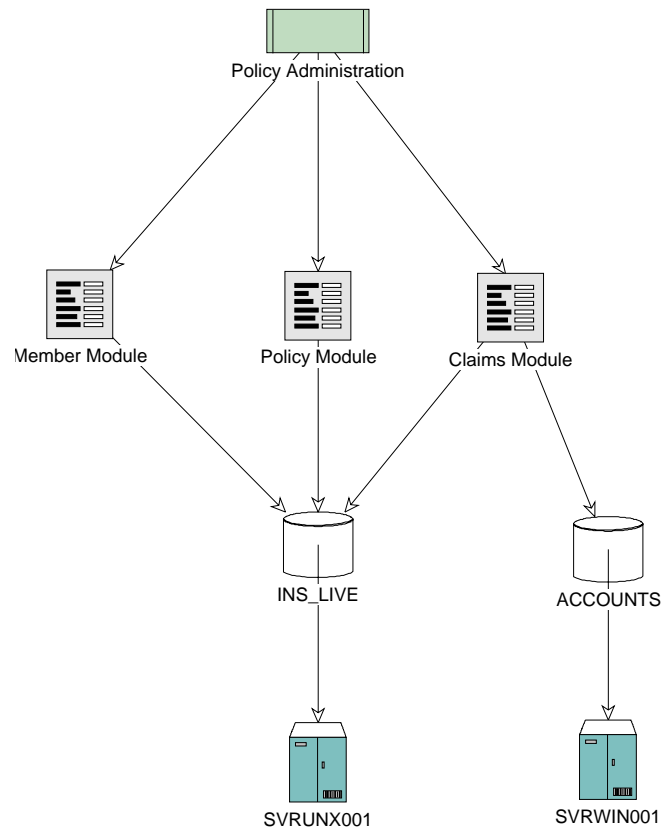 Policy Administration
Member Module
Policy Module
Claims Module
INS_LIVE
ACCOUNTS
SVRUNX001
SVRWIN001